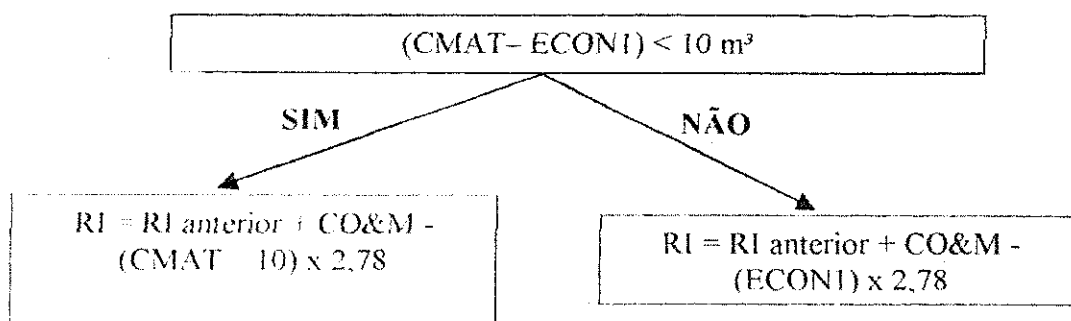 (CMAT– ECON1) < 10 m³
SIM
NÃO
RI = RI anterior + CO&M -
(CMAT 10) x 2,78
RI = RI anterior + CO&M -
(ECON1) x 2,78